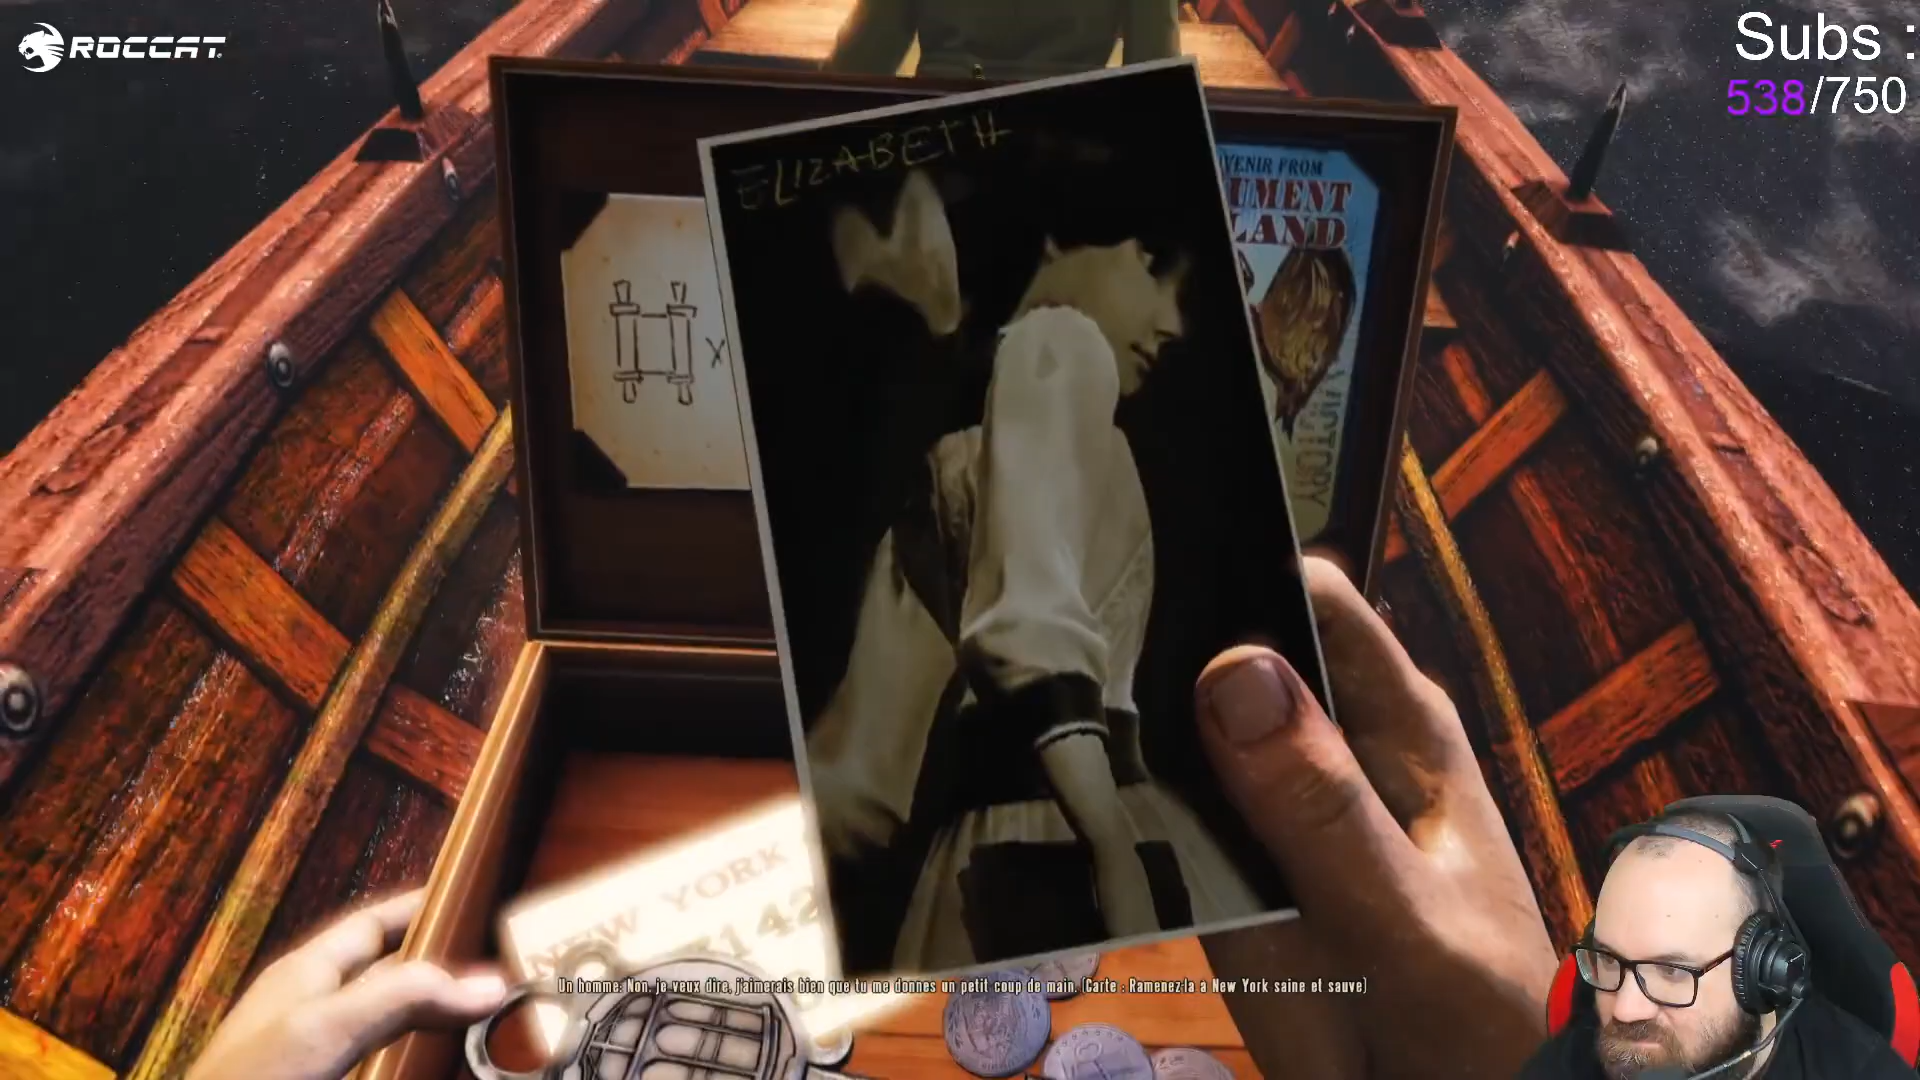 ROCCAT
Subs :
538/750
ELIZABETH
VENIR FROM
UMENT
LAND
X
NEW YORK
Un homme: Non, je veux dire, j'aimerais bien que tu me donnes un petit coup de main. (Carte : Ramenez-la a New York saine et sauve)